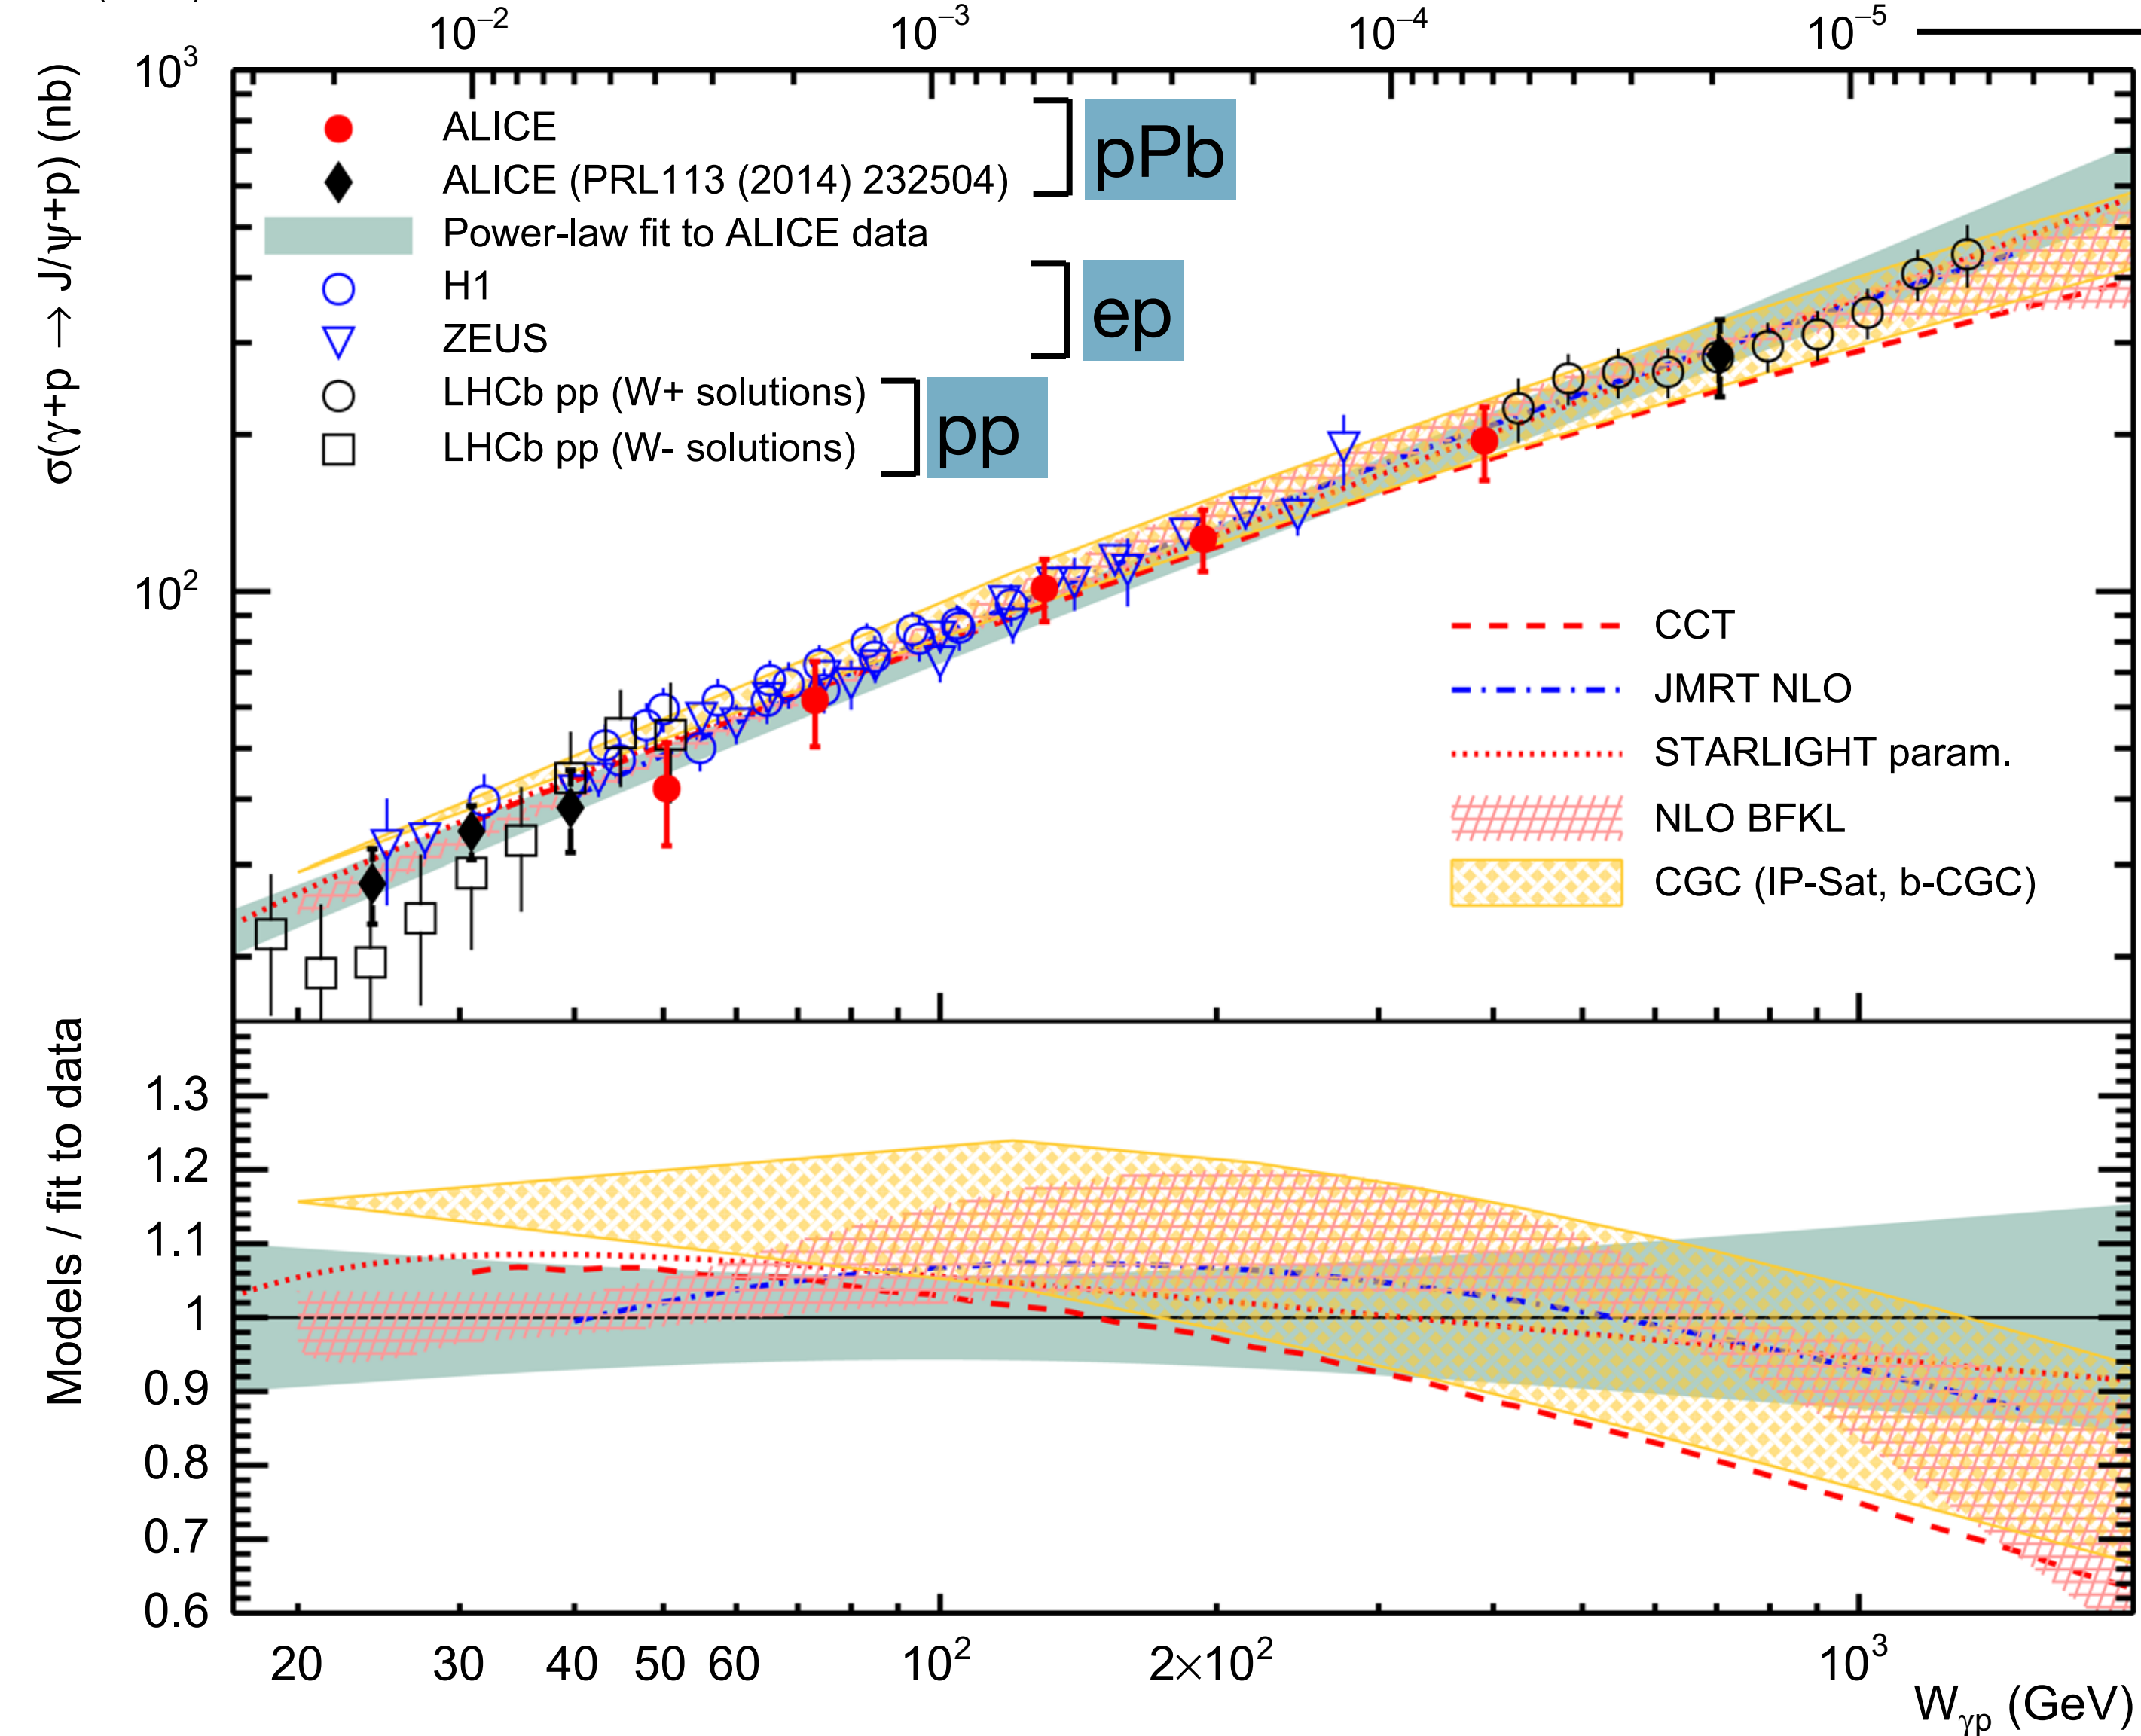 10⁻² 10⁻³ 10⁻⁴ 10⁻⁵
σ(γ+p → J/ψ+p) (nb)
10³
10²
ALICE
ALICE (PRL113 (2014) 232504)
pPb
Power-law fit to ALICE data
H1
ZEUS
ep
LHCb pp (W+ solutions)
LHCb pp (W- solutions)
pp
CCT
JMRT NLO
STARLIGHT param.
NLO BFKL
CGC (IP-Sat, b-CGC)
Models / fit to data
1.3
1.2
1.1
1
0.9
0.8
0.7
0.6
20 30 40 50 60 10² 2×10² 10³
Wγp (GeV)